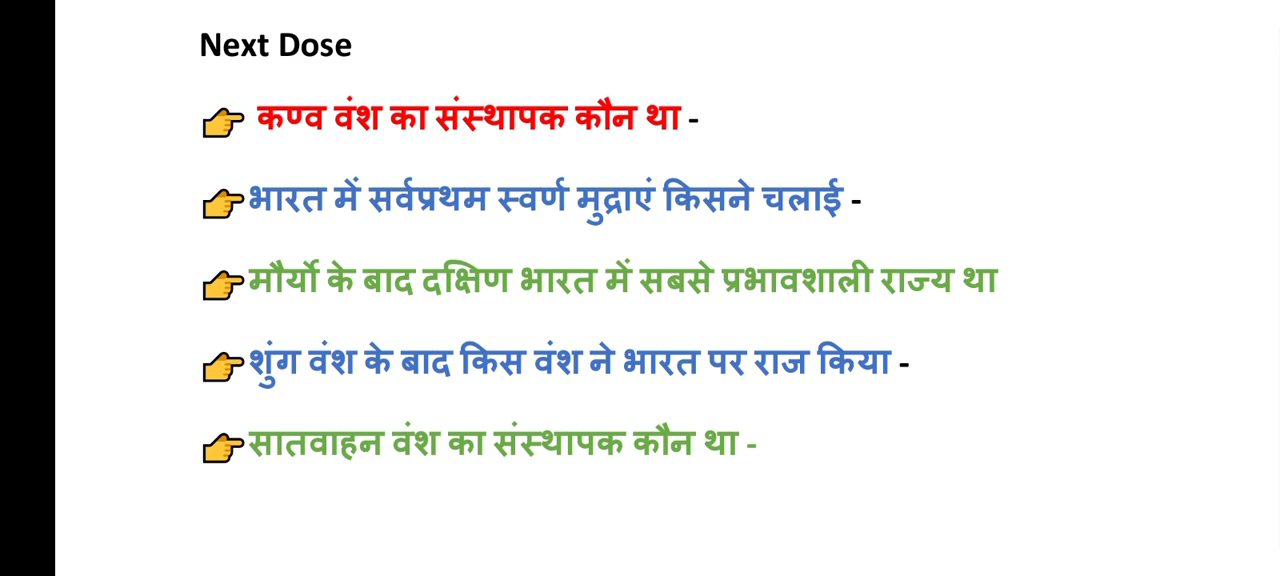 Next Dose
👉 कण्व वंश का संस्थापक कौन था -
👉भारत में सर्वप्रथम स्वर्ण मुद्राएं किसने चलाई -
👉मौर्यो के बाद दक्षिण भारत में सबसे प्रभावशाली राज्य था
👉शुंग वंश के बाद किस वंश ने भारत पर राज किया -
👉सातवाहन वंश का संस्थापक कौन था -